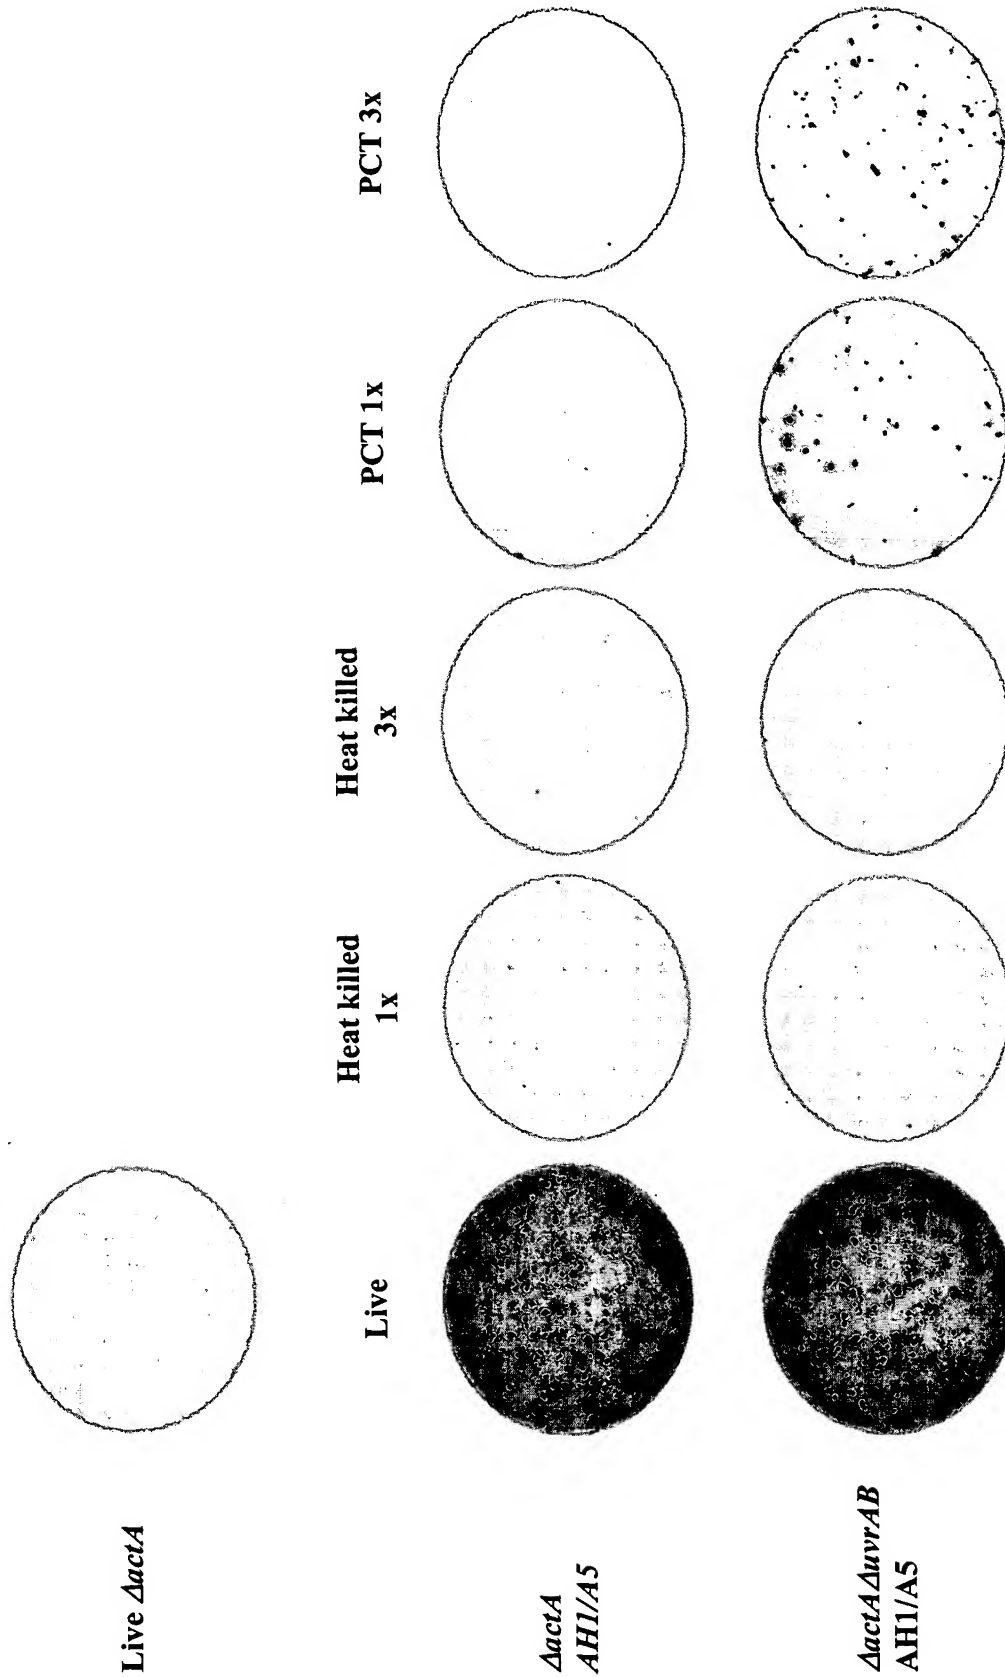 Live ΔactA
Live
Heat killed
1x
Heat killed
3x
PCT 1x
PCT 3x
ΔactA
AH1/A5
ΔactAΔuvrAB
AH1/A5